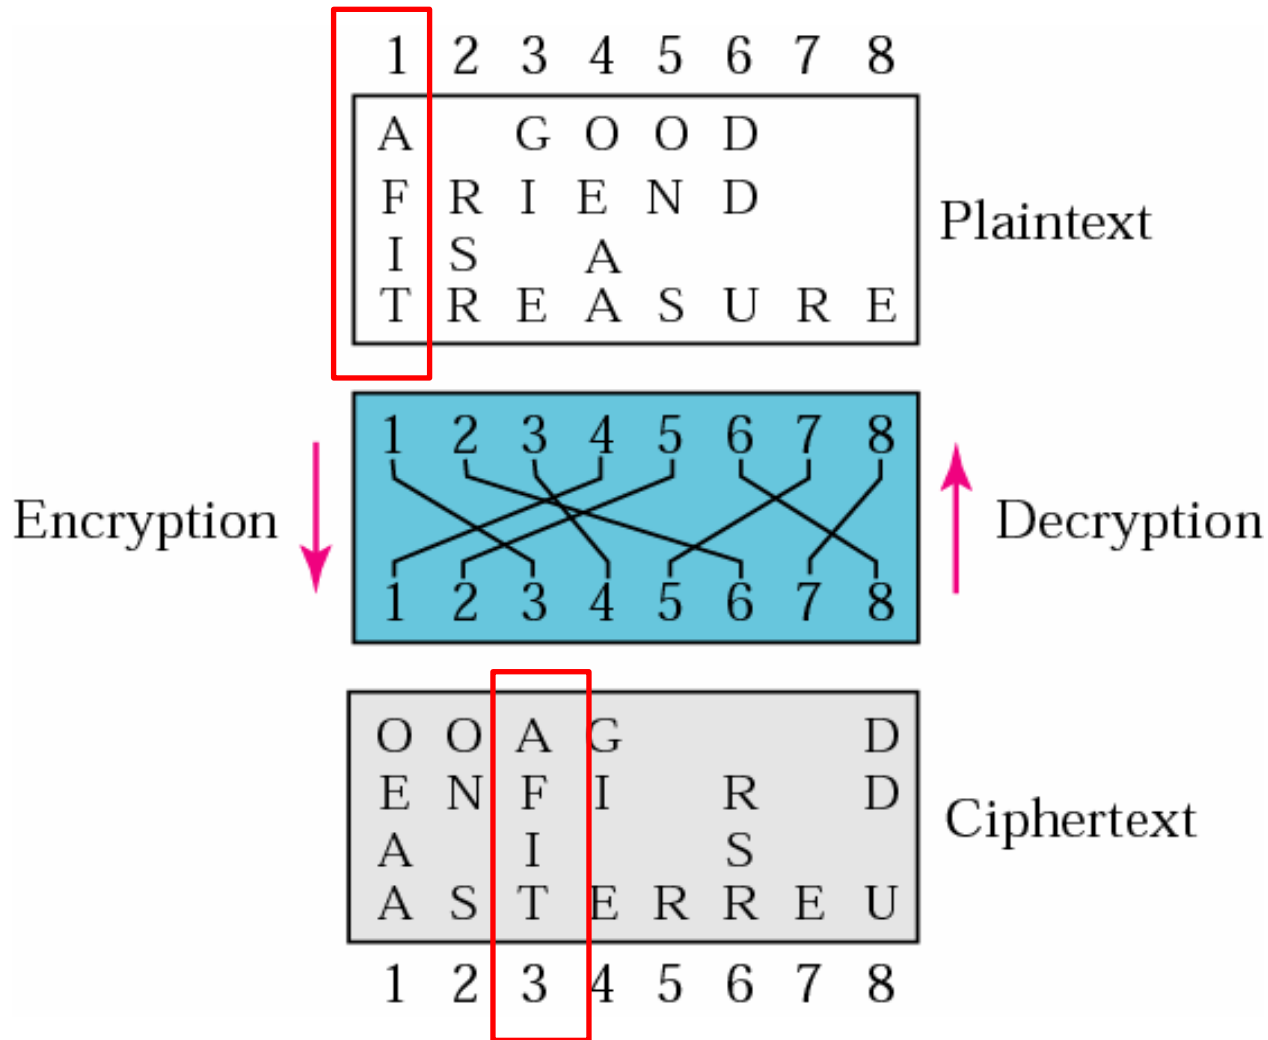 1 2 3 4 5 6 7 8
A G O O D
F R I E N D
I S A
T R E A S U R E
Plaintext
1 2 3 4 5 6 7 8
Encryption
Decryption
1 2 3 4 5 6 7 8
O O A G D
E N F I R D
A I S
A S T E R R E U
Ciphertext
1 2 3 4 5 6 7 8